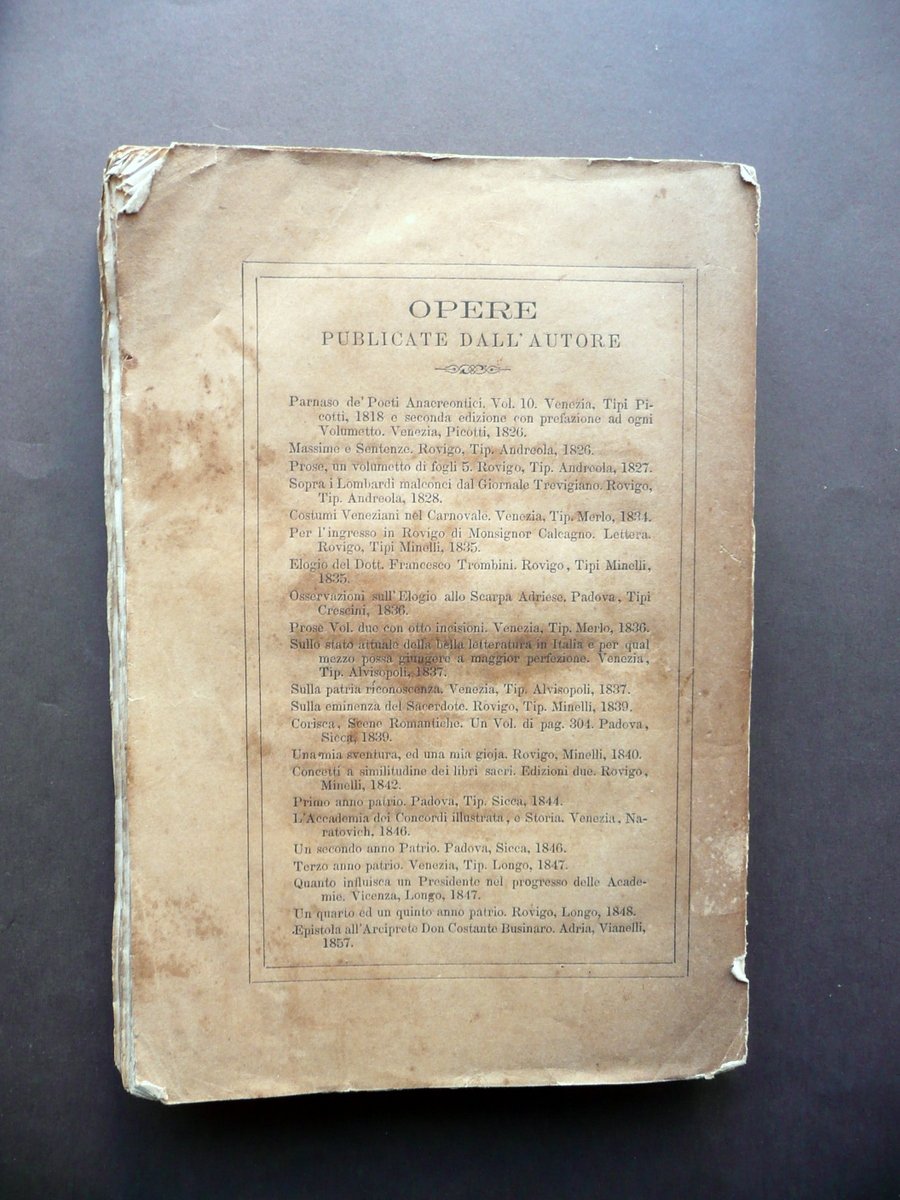 OPERE
PUBLICATE DALL'AUTORE
Parnaso de' Poeti Anacreontici. Vol. 10. Venezia, Tipi Pi-
cotti, 1818 e seconda edizione con prefazione ad ogni
Volumetto. Venezia, Picotti, 1826.
Massime e Sentenze. Rovigo, Tip. Andreola, 1826.
Prose, un volumetto di fogli 5. Rovigo, Tip. Andreola, 1827.
Sopra i Lombardi malconci dal Giornale Trevigiano. Rovigo,
Tip. Andreola, 1828.
Costumi Veneziani nel Carnovale. Venezia, Tip. Merlo, 1834.
Per l'ingresso in Rovigo di Monsignor Calcagno. Lettera.
Rovigo, Tipi Minelli, 1835.
Elogio del Dott. Francesco Trombini. Rovigo, Tipi Minelli,
1835.
Osservazioni sull'Elogio allo Scarpa Adriese. Padova, Tipi
Crescini, 1836.
Prose Vol. due con otto incisioni. Venezia, Tip. Merlo, 1836.
Sullo stato attuale della bella letteratura in Italia e per qual
mezzo possa giungere a maggior perfezione. Venezia,
Tip. Alvisopoli, 1837.
Sulla patria riconoscenza. Venezia, Tip. Alvisopoli, 1837.
Sulla eminenza del Sacerdote. Rovigo, Tip. Minelli, 1839.
Corisca, Scene Romantiche. Un Vol. di pag. 304. Padova,
Sicca, 1839.
Una mia sventura, ed una mia gioja. Rovigo, Minelli, 1840.
Concetti a similitudine dei libri sacri. Edizioni due. Rovigo,
Minelli, 1842.
Primo anno patrio. Padova, Tip. Sicca, 1844.
L'Accademia dei Concordi illustrata, e Storia. Venezia, Na-
ratovich, 1846.
Un secondo anno Patrio. Padova, Sicca, 1846.
Terzo anno patrio. Venezia, Tip. Longo, 1847.
Quanto influisca un Presidente nel progresso delle Acade-
mie. Vicenza, Longo, 1847.
Un quarto ed un quinto anno patrio. Rovigo, Longo, 1848.
Epistola all'Arciprete Don Costante Businaro. Adria, Vianelli,
1857.